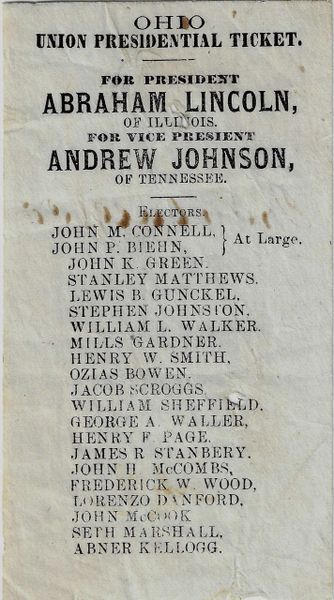 OHIO
UNION PRESIDENTIAL TICKET.
FOR PRESIDENT
ABRAHAM LINCOLN,
OF ILLINOIS.
FOR VICE PRESIENT
ANDREW JOHNSON,
OF TENNESSEE.
ELECTORS.
JOHN M. CONNELL,
JOHN P. BIEHN,
At Large.
JOHN K. GREEN.
STANLEY MATTHEWS.
LEWIS B. GUNCKEL,
STEPHEN JOHNSTON.
WILLIAM L. WALKER.
MILLS GARDNER.
HENRY W. SMITH,
OZIAS BOWEN.
JACOB SCROGGS.
WILLIAM SHEFFIELD.
GEORGE A. WALLER,
HENRY F. PAGE.
JAMES R STANBERY.
JOHN H. McCOMBS,
FREDERICK W. WOOD,
LORENZO DANFORD,
JOHN McCOOK
SETH MARSHALL,
ABNER KELLOGG.